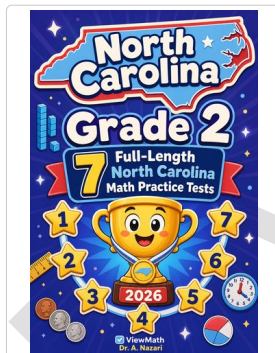 North
Carolina
Grade 2
7 Full-Length
North Carolina
Math Practice Tests
1 7
2 6
3 5
4
2026
ViewMath
Dr. A. Nazari